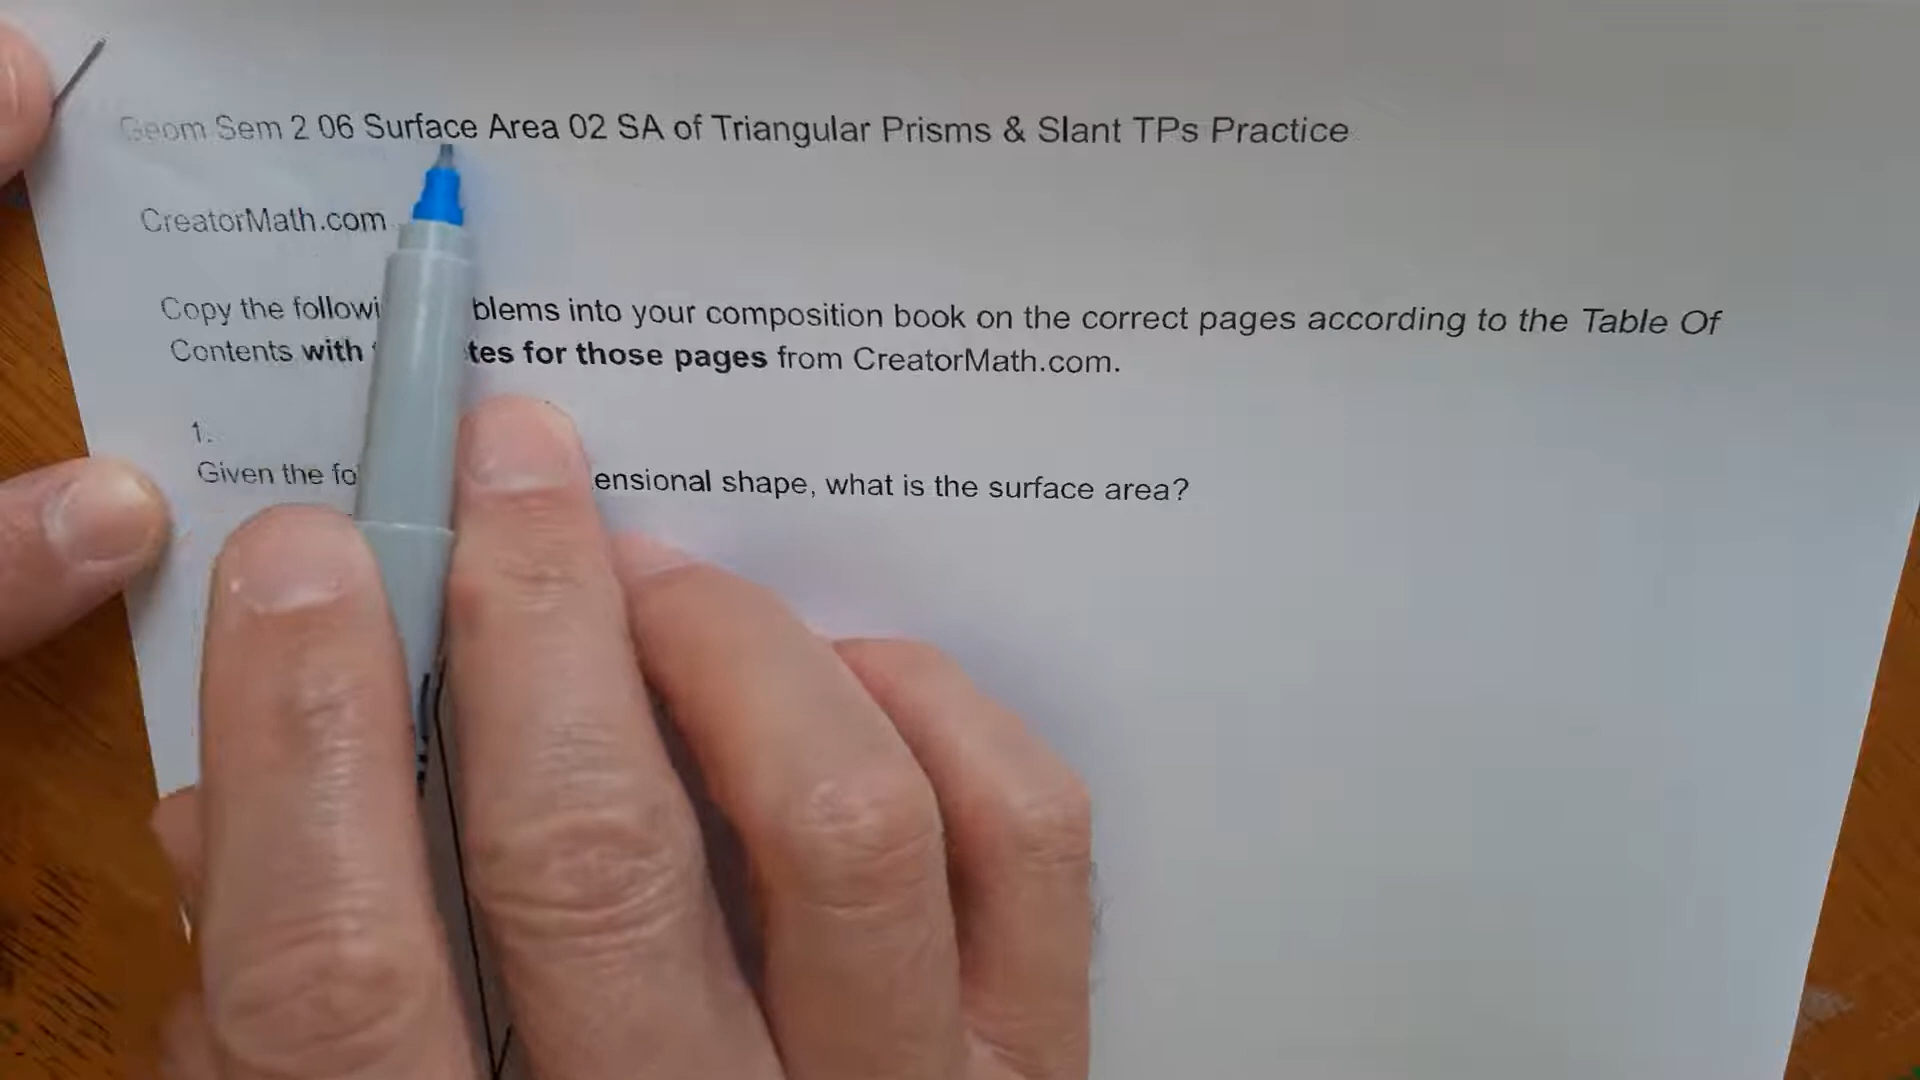 Geom Sem 2 06 Surface Area 02 SA of Triangular Prisms & Slant TPs Practice
CreatorMath.com
Copy the followi blems into your composition book on the correct pages according to the Table Of
Contents with tes for those pages from CreatorMath.com.
1.
Given the fo ensional shape, what is the surface area?